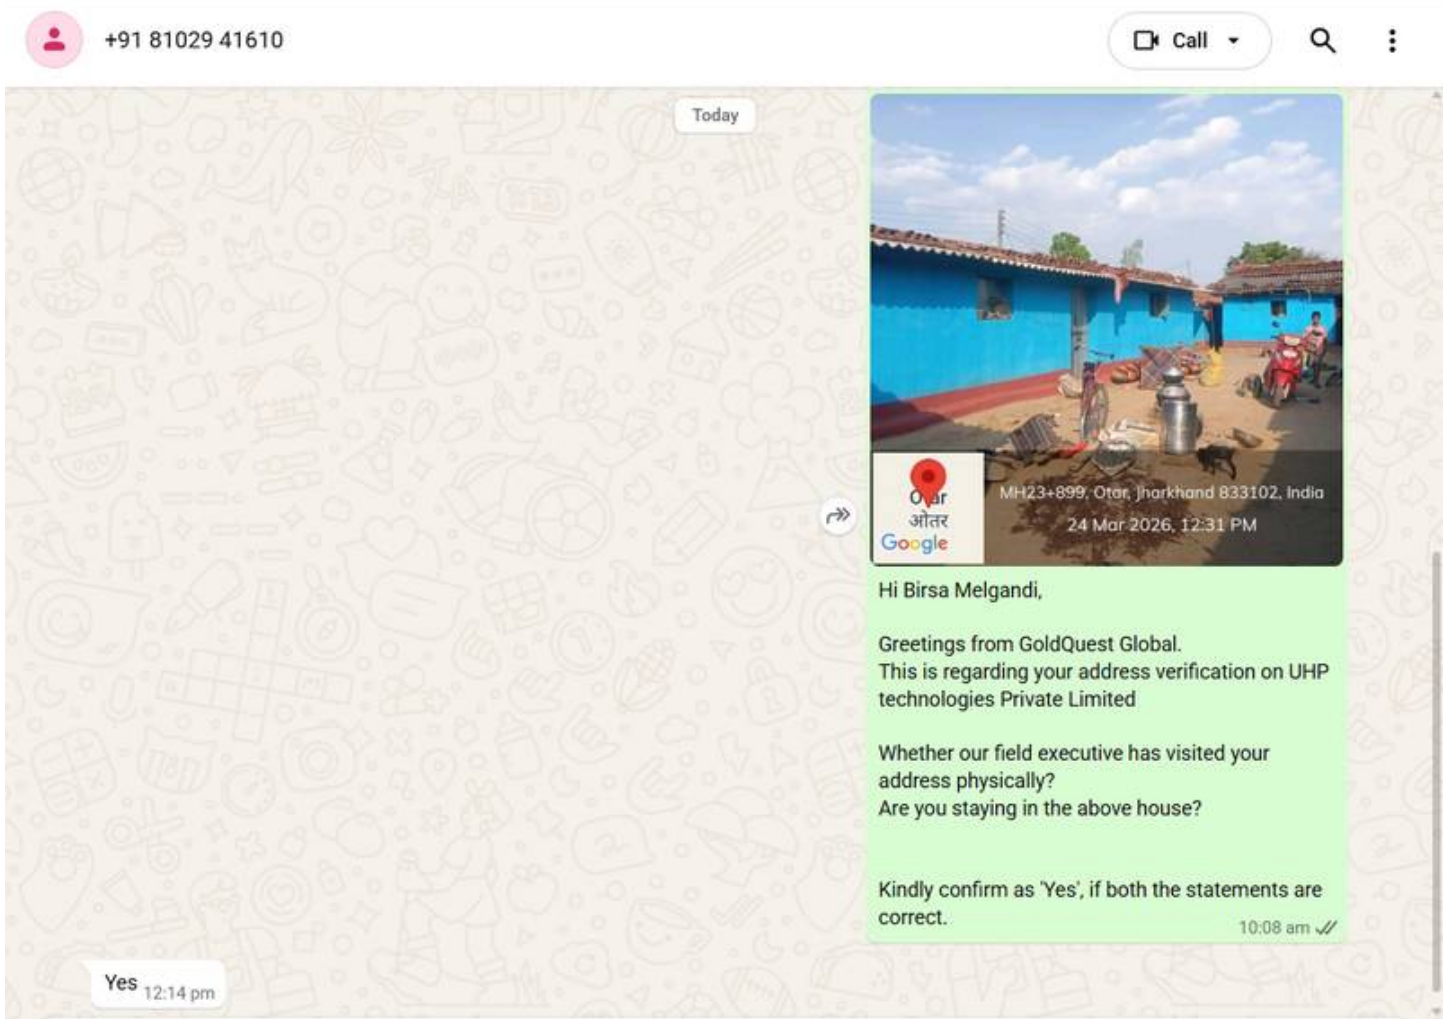 +91 81029 41610
Call
Today
Otar
ओतर
Google
MH23+899, Otar, Jharkhand 833102, India
24 Mar 2026, 12:31 PM
Hi Birsa Melgandi,
Greetings from GoldQuest Global.
This is regarding your address verification on UHP
technologies Private Limited
Whether our field executive has visited your
address physically?
Are you staying in the above house?
Kindly confirm as 'Yes', if both the statements are
correct.
10:08 am
Yes
12:14 pm